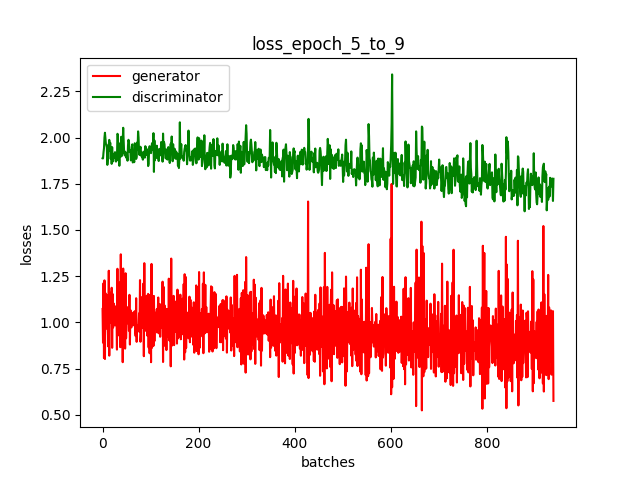 loss_epoch_5_to_9
generator
discriminator
2.25
2.00
1.75
1.50
1.25
1.00
0.75
0.50
losses
0 200 400 600 800
batches